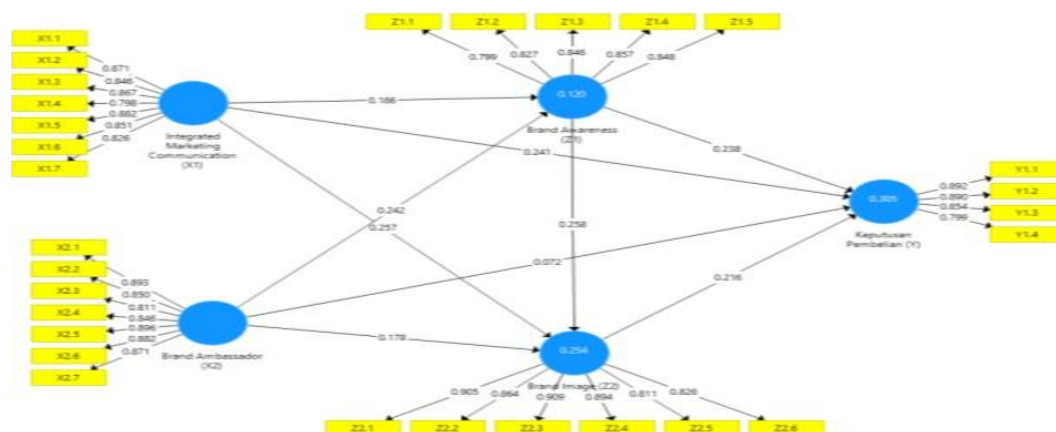 Z1.1
Z1.2
Z1.3
Z1.4
Z1.5
0.799
0.827
0.846
0.857
0.848
X1.1
X1.2
X1.3
X1.4
X1.5
X1.6
X1.7
0.871
0.846
0.867
0.798
0.882
0.851
0.826
Integrated
Marketing
Communication
(X1)
0.186
0.120
Brand Awareness
(Z1)
0.241
0.238
0.242
0.257
0.258
0.305
Keputusan
Pembelian (Y)
0.892
0.890
0.854
0.799
Y1.1
Y1.2
Y1.3
Y1.4
X2.1
X2.2
X2.3
X2.4
X2.5
X2.6
X2.7
0.893
0.850
0.811
0.846
0.896
0.882
0.871
Brand Ambassador
(X2)
0.072
0.216
0.178
0.254
Brand Image (Z2)
0.905
0.864
0.909
0.894
0.811
0.826
Z2.1
Z2.2
Z2.3
Z2.4
Z2.5
Z2.6